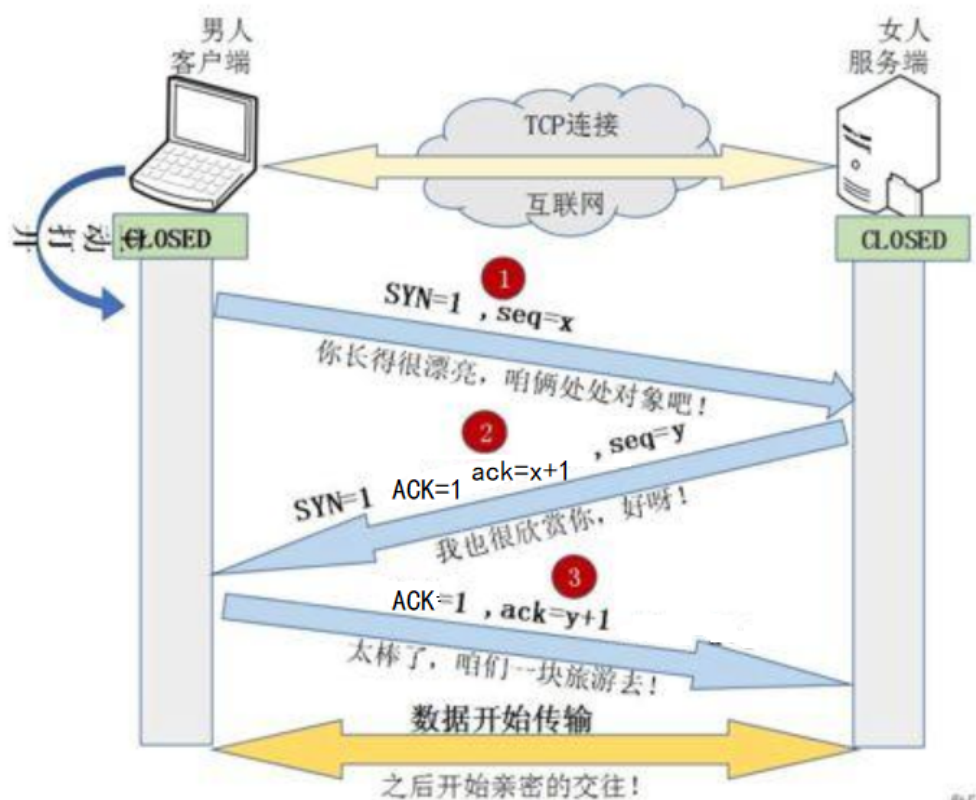 男人
客户端
女人
服务端
TCP连接
互联网
动打开
CLOSED
CLOSED
1
SYN=1 ,seq=x
你长得很漂亮,咱俩处处对象吧!
2
SYN=1 ACK=1 ack=x+1 ,seq=y
我也很欣赏你,好呀!
3
ACK=1 ,ack=y+1
太棒了,咱们一块旅游去!
数据开始传输
之后开始亲密的交往!